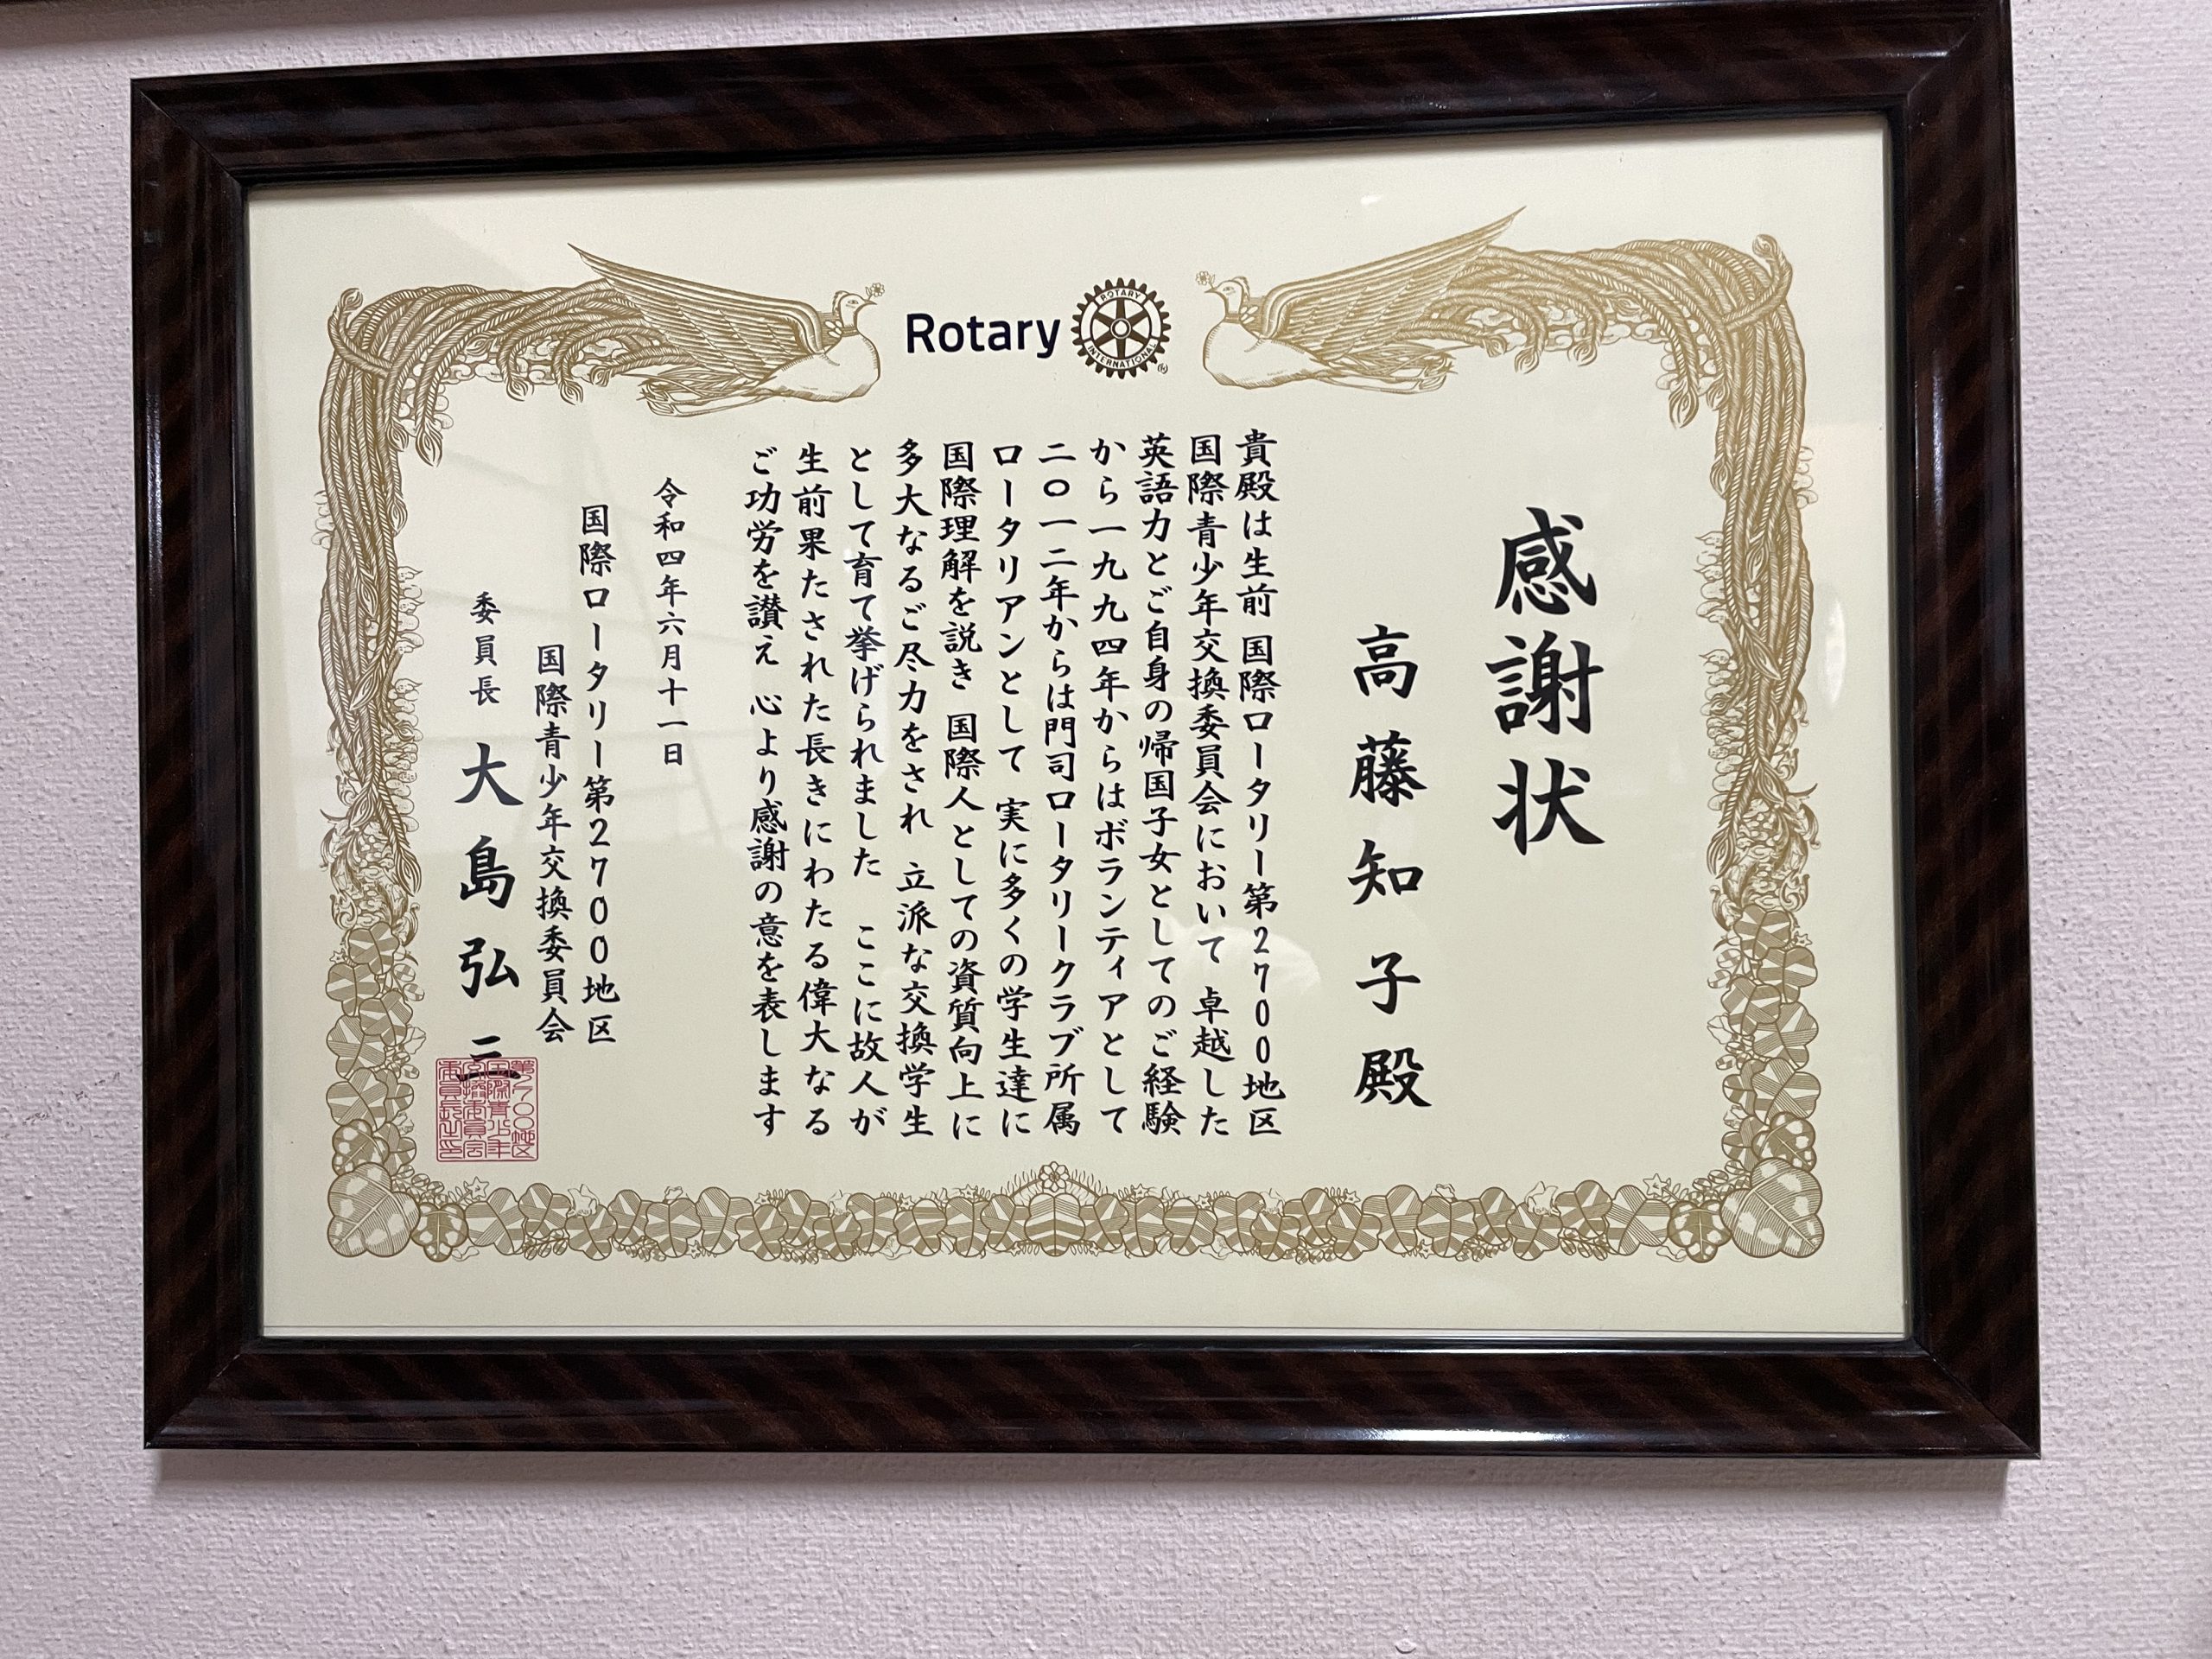 Rotary
ROTARY
INTERNATIONAL
感謝状
高藤知子殿
貴殿は生前 国際ロータリー第2700地区
国際青少年交換委員会において 卓越した
英語力とご自身の帰国子女としてのご経験
から一九九四年からはボランティアとして
二〇一二年からは門司ロータリークラブ所属
ロータリアンとして 実に多くの学生達に
国際理解を説き 国際人としての資質向上に
多大なるご尽力をされ 立派な交換学生
として育て挙げられました ここに故人が
生前果たされた長きにわたる偉大なる
ご功労を讃え 心より感謝の意を表します
令和四年六月十一日
国際ロータリー第2700地区
国際青少年交換委員会
委員長 大島弘二